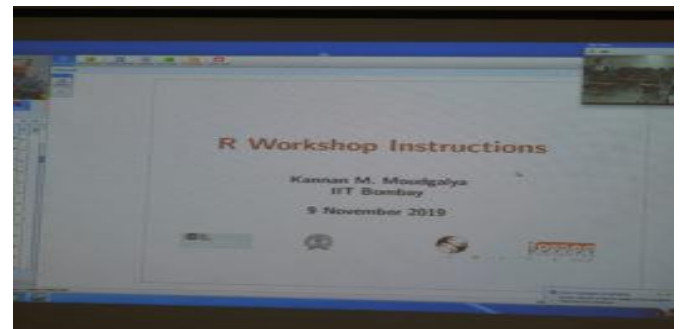 R Workshop Instructions
Kannan M. Moudgalya
IIT Bombay
9 November 2019